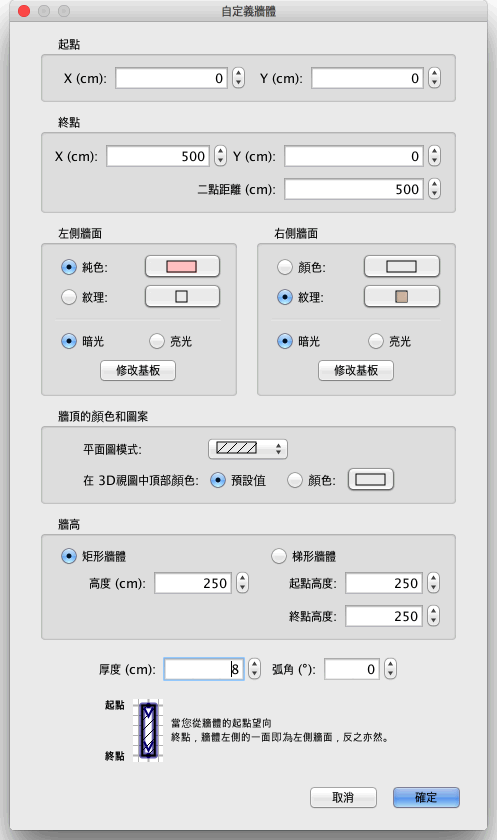 自定義牆體
起點
X (cm): 0 Y (cm): 0
終點
X (cm): 500 Y (cm): 0
二點距離 (cm): 500
左側牆面 右側牆面
純色: 顏色:
紋理: 紋理:
暗光 亮光 暗光 亮光
修改基板 修改基板
牆頂的顏色和圖案
平面圖模式:
在 3D視圖中頂部顏色: 預設值 顏色:
牆高
矩形牆體 梯形牆體
高度 (cm): 250 起點高度: 250
終點高度: 250
厚度 (cm): 8 弧角 (°): 0
起點
當您從牆體的起點望向
終點，牆體左側的一面即為左側牆面，反之亦然。
終點
取消 確定